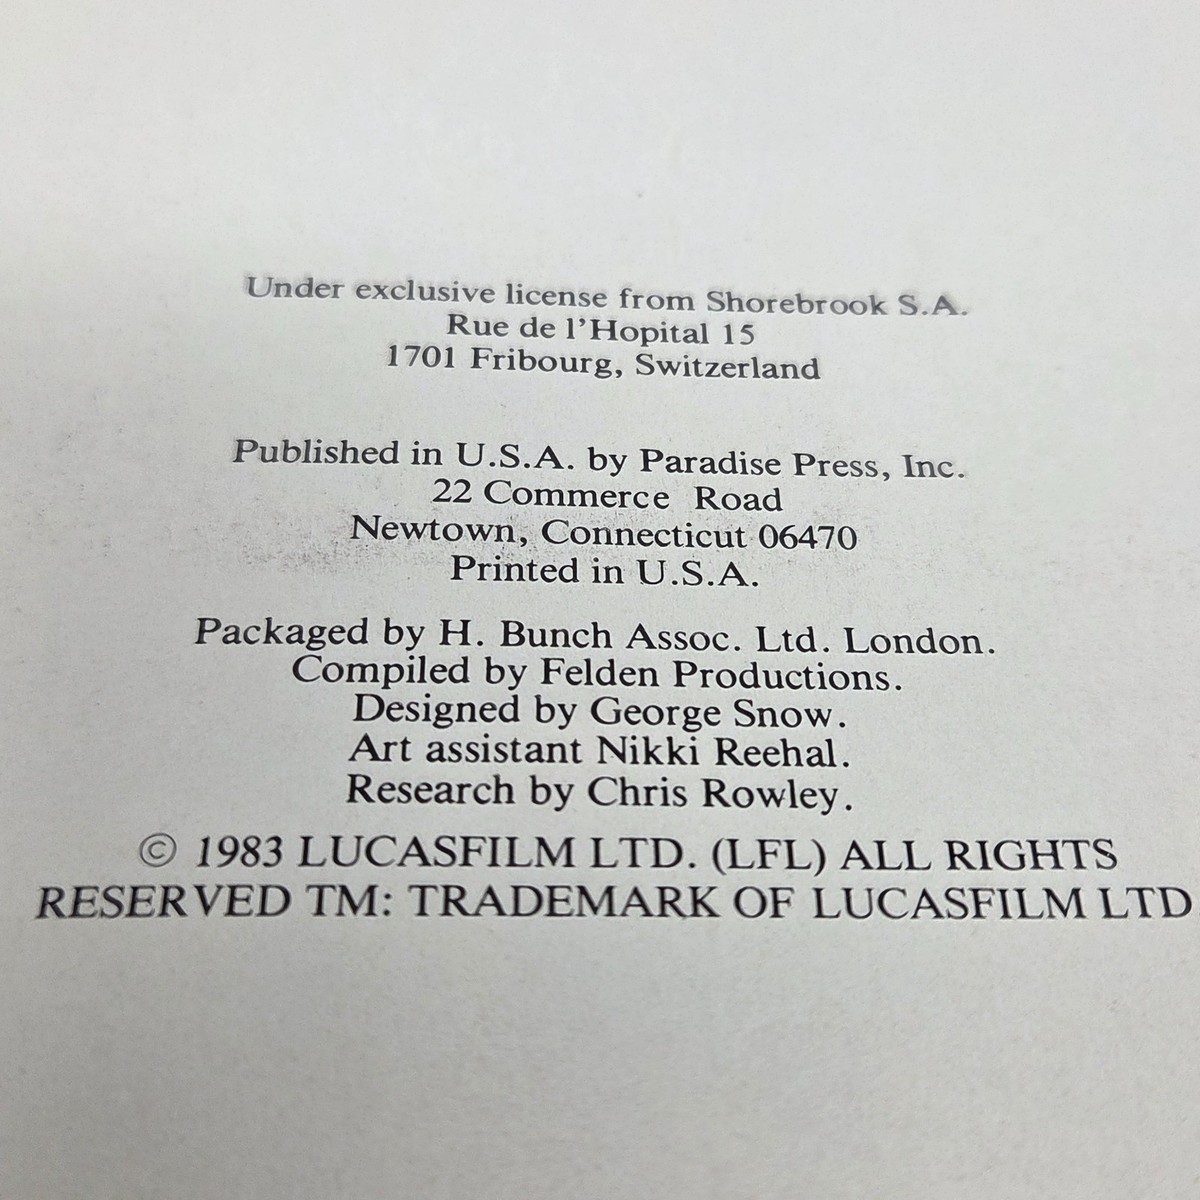 Under exclusive license from Shorebrook S.A.
Rue de l'Hopital 15
1701 Fribourg, Switzerland
Published in U.S.A. by Paradise Press, Inc.
22 Commerce Road
Newtown, Connecticut 06470
Printed in U.S.A.
Packaged by H. Bunch Assoc. Ltd. London.
Compiled by Felden Productions.
Designed by George Snow.
Art assistant Nikki Reehal.
Research by Chris Rowley.
© 1983 LUCASFILM LTD. (LFL) ALL RIGHTS
RESERVED TM: TRADEMARK OF LUCASFILM LTD